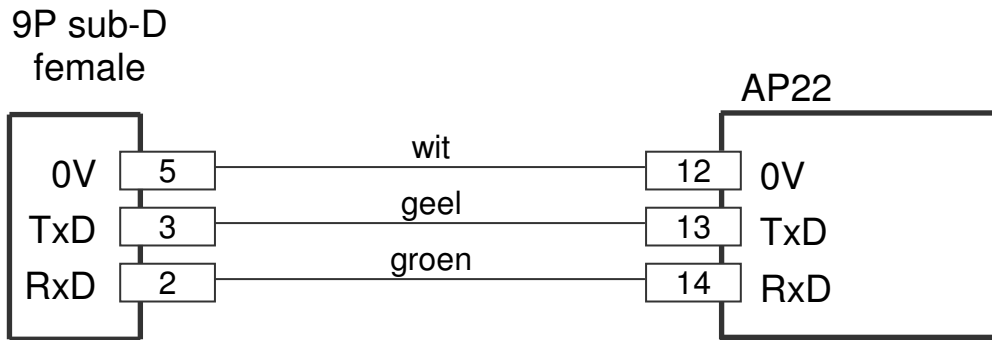 9P sub-D
female
AP22
0V 5 wit 12 0V
TxD 3 geel 13 TxD
RxD 2 groen 14 RxD